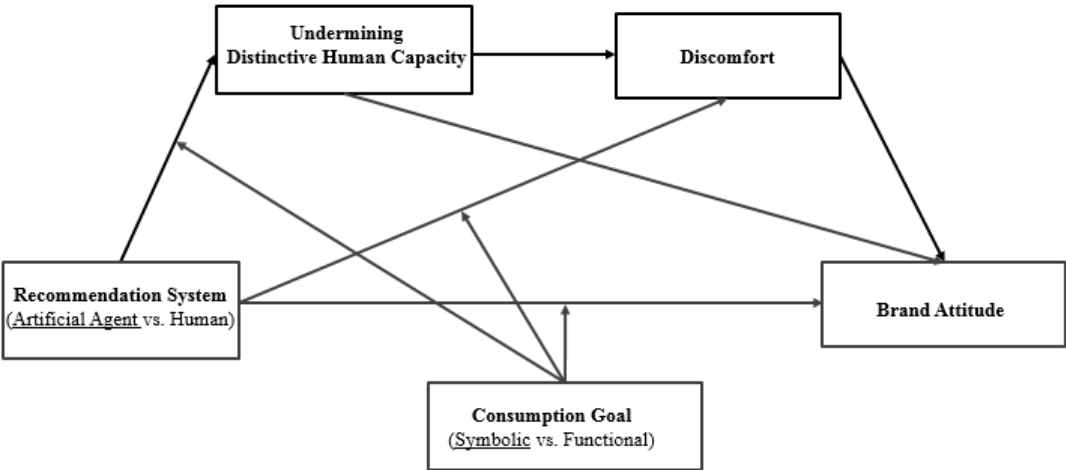 Undermining
Distinctive Human Capacity
Discomfort
Recommendation System
(Artificial Agent vs. Human)
Brand Attitude
Consumption Goal
(Symbolic vs. Functional)